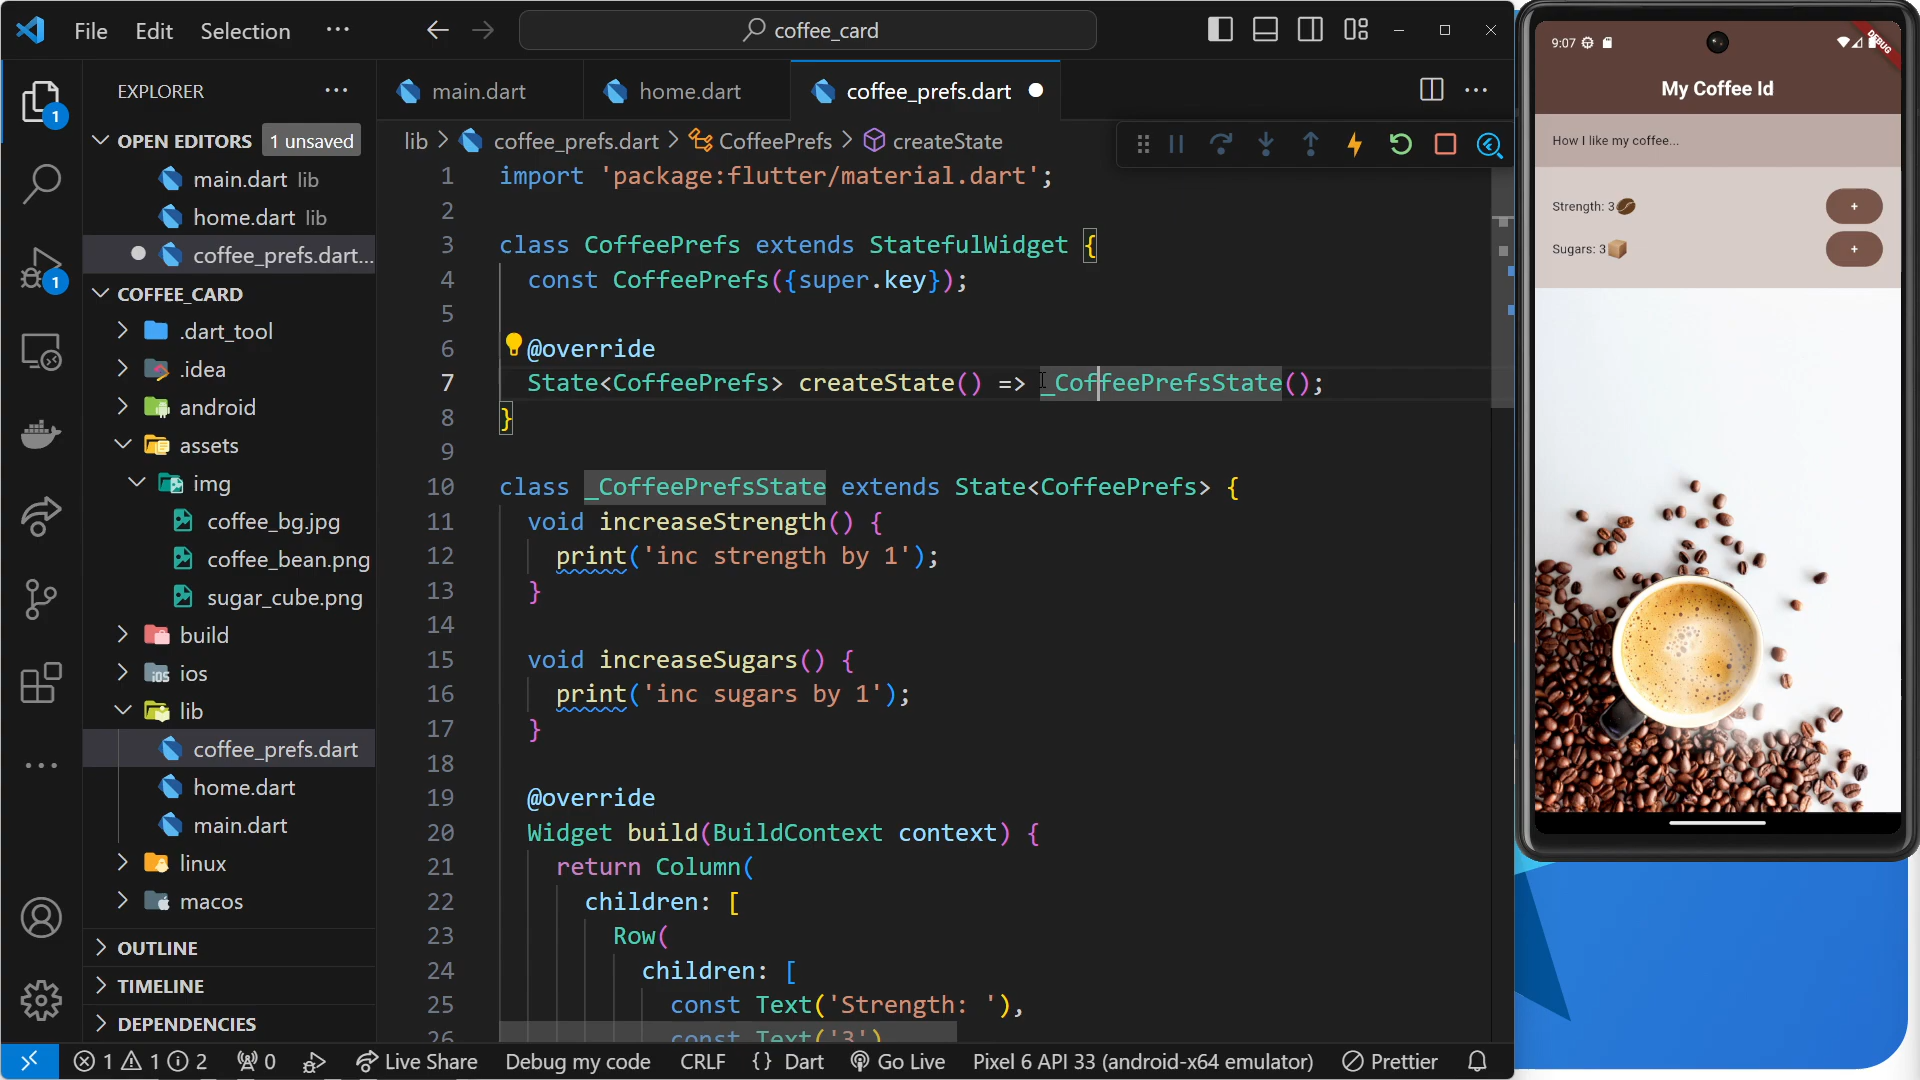 File Edit Selection ···
coffee_card
EXPLORER
OPEN EDITORS 1 unsaved
main.dart lib
home.dart lib
coffee_prefs.dart...
COFFEE_CARD
.dart_tool
.idea
android
assets
img
coffee_bg.jpg
coffee_bean.png
sugar_cube.png
build
ios
lib
coffee_prefs.dart
home.dart
main.dart
linux
macos
OUTLINE
TIMELINE
DEPENDENCIES
1
1
main.dart home.dart coffee_prefs.dart
lib > coffee_prefs.dart > CoffeePrefs > createState
1 import 'package:flutter/material.dart';
2
3 class CoffeePrefs extends StatefulWidget {
4 const CoffeePrefs({super.key});
5
6 @override
7 State<CoffeePrefs> createState() => _CoffeePrefsState();
8 }
9
10 class _CoffeePrefsState extends State<CoffeePrefs> {
11 void increaseStrength() {
12 print('inc strength by 1');
13 }
14
15 void increaseSugars() {
16 print('inc sugars by 1');
17 }
18
19 @override
20 Widget build(BuildContext context) {
21 return Column(
22 children: [
23 Row(
24 children: [
25 const Text('Strength: '),
26 const Text('3')
1 1 2 0 Live Share Debug my code CRLF {} Dart Go Live Pixel 6 API 33 (android-x64 emulator) Prettier
9:07
DEBUG
My Coffee Id
How I like my coffee...
Strength: 3 +
Sugars: 3 +